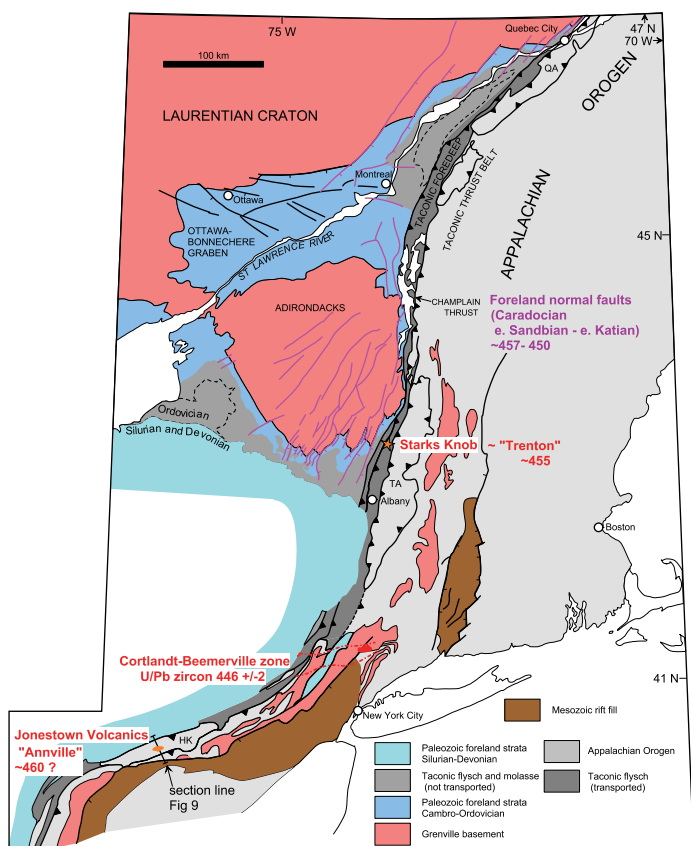 75 W
Quebec City
47 N
70 W
100 km
QA
LAURENTIAN CRATON
OROGEN
APPALACHIAN
TACONIC FOREDEEP
TACONIC THRUST BELT
Montreal
Ottawa
OTTAWA-
BONNECHERE
GRABEN
ST. LAWRENCE RIVER
45 N
ADIRONDACKS
CHAMPLAIN
THRUST
Foreland normal faults
(Caradocian
e. Sandbian - e. Katian)
~457- 450
Ordovician
Silurian and Devonian
Starks Knob
~ "Trenton"
~455
TA
Albany
Boston
Cortlandt-Beemerville zone
U/Pb zircon 446 +/-2
41 N
New York City
Jonestown Volcanics
"Annville"
~460 ?
HK
section line
Fig 9
Mesozoic rift fill
Paleozoic foreland strata
Silurian-Devonian
Appalachian Orogen
Taconic flysch and molasse
(not transported)
Taconic flysch
(transported)
Paleozoic foreland strata
Cambro-Ordovician
Grenville basement